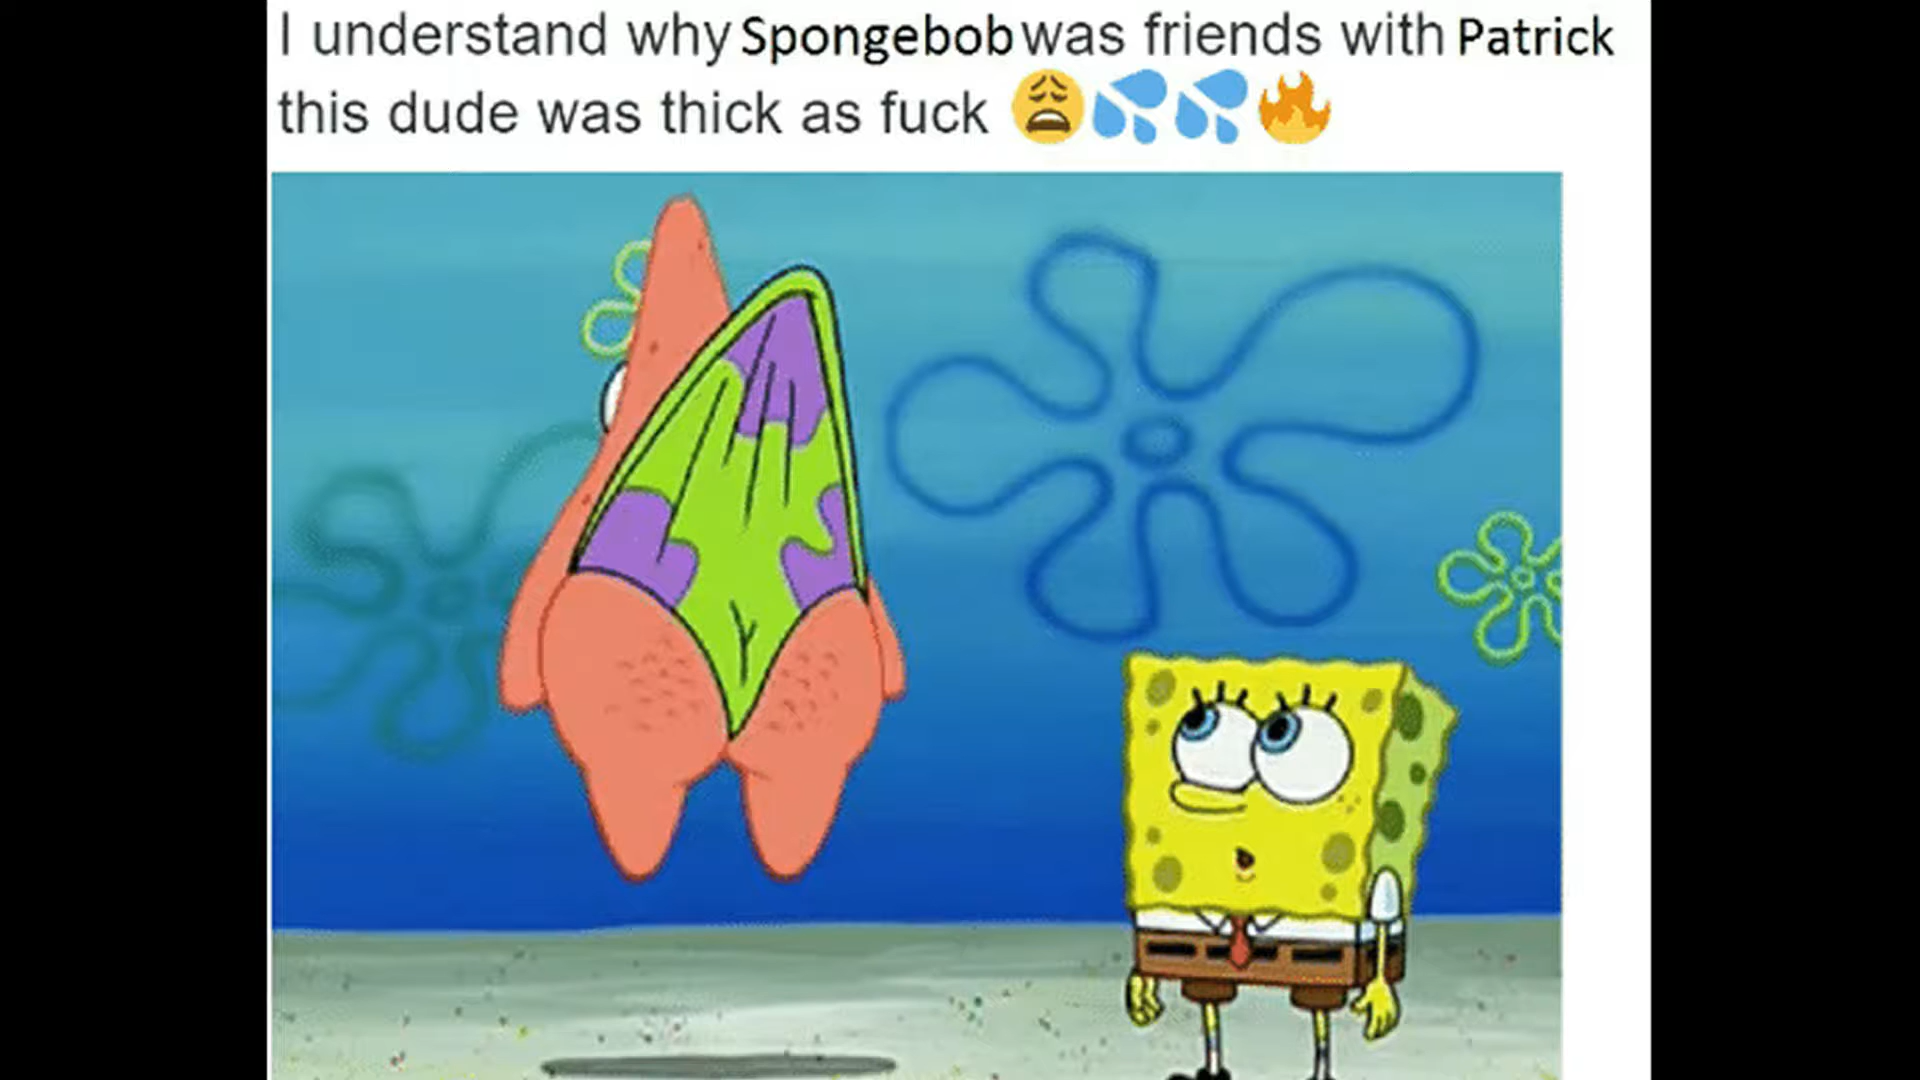 I understand why Spongebob was friends with Patrick
this dude was thick as fuck 😩💦💦🔥